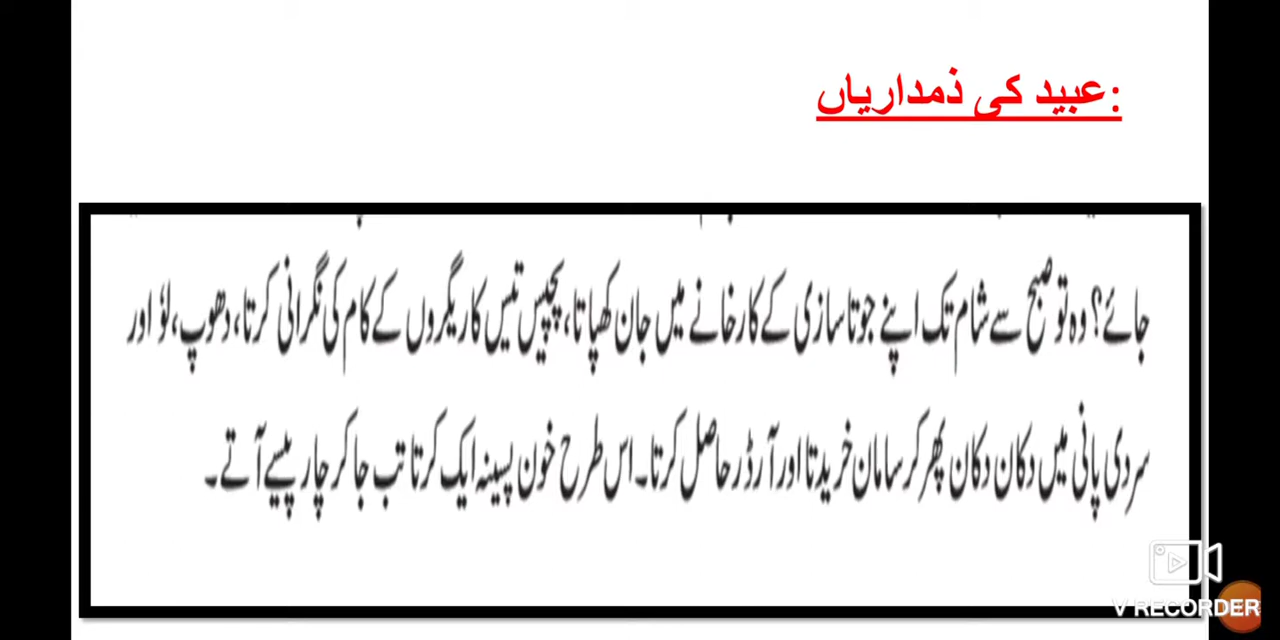 عبید کی ذمداریاں:
جائے؟ وہ تو صبح سے شام تک اپنے جوتا سازی کے کارخانے میں جان کھپاتا، پچیس تیس کاریگروں کے کام کی نگرانی کرتا، دھوپ، لوٗ اور
سردی پانی میں دکان دکان پھر کر سامان خریدتا اور آرڈر حاصل کرتا۔ اس طرح خون پسینہ ایک کرتا تب جا کر چار پیسے آتے۔
V RECORDER